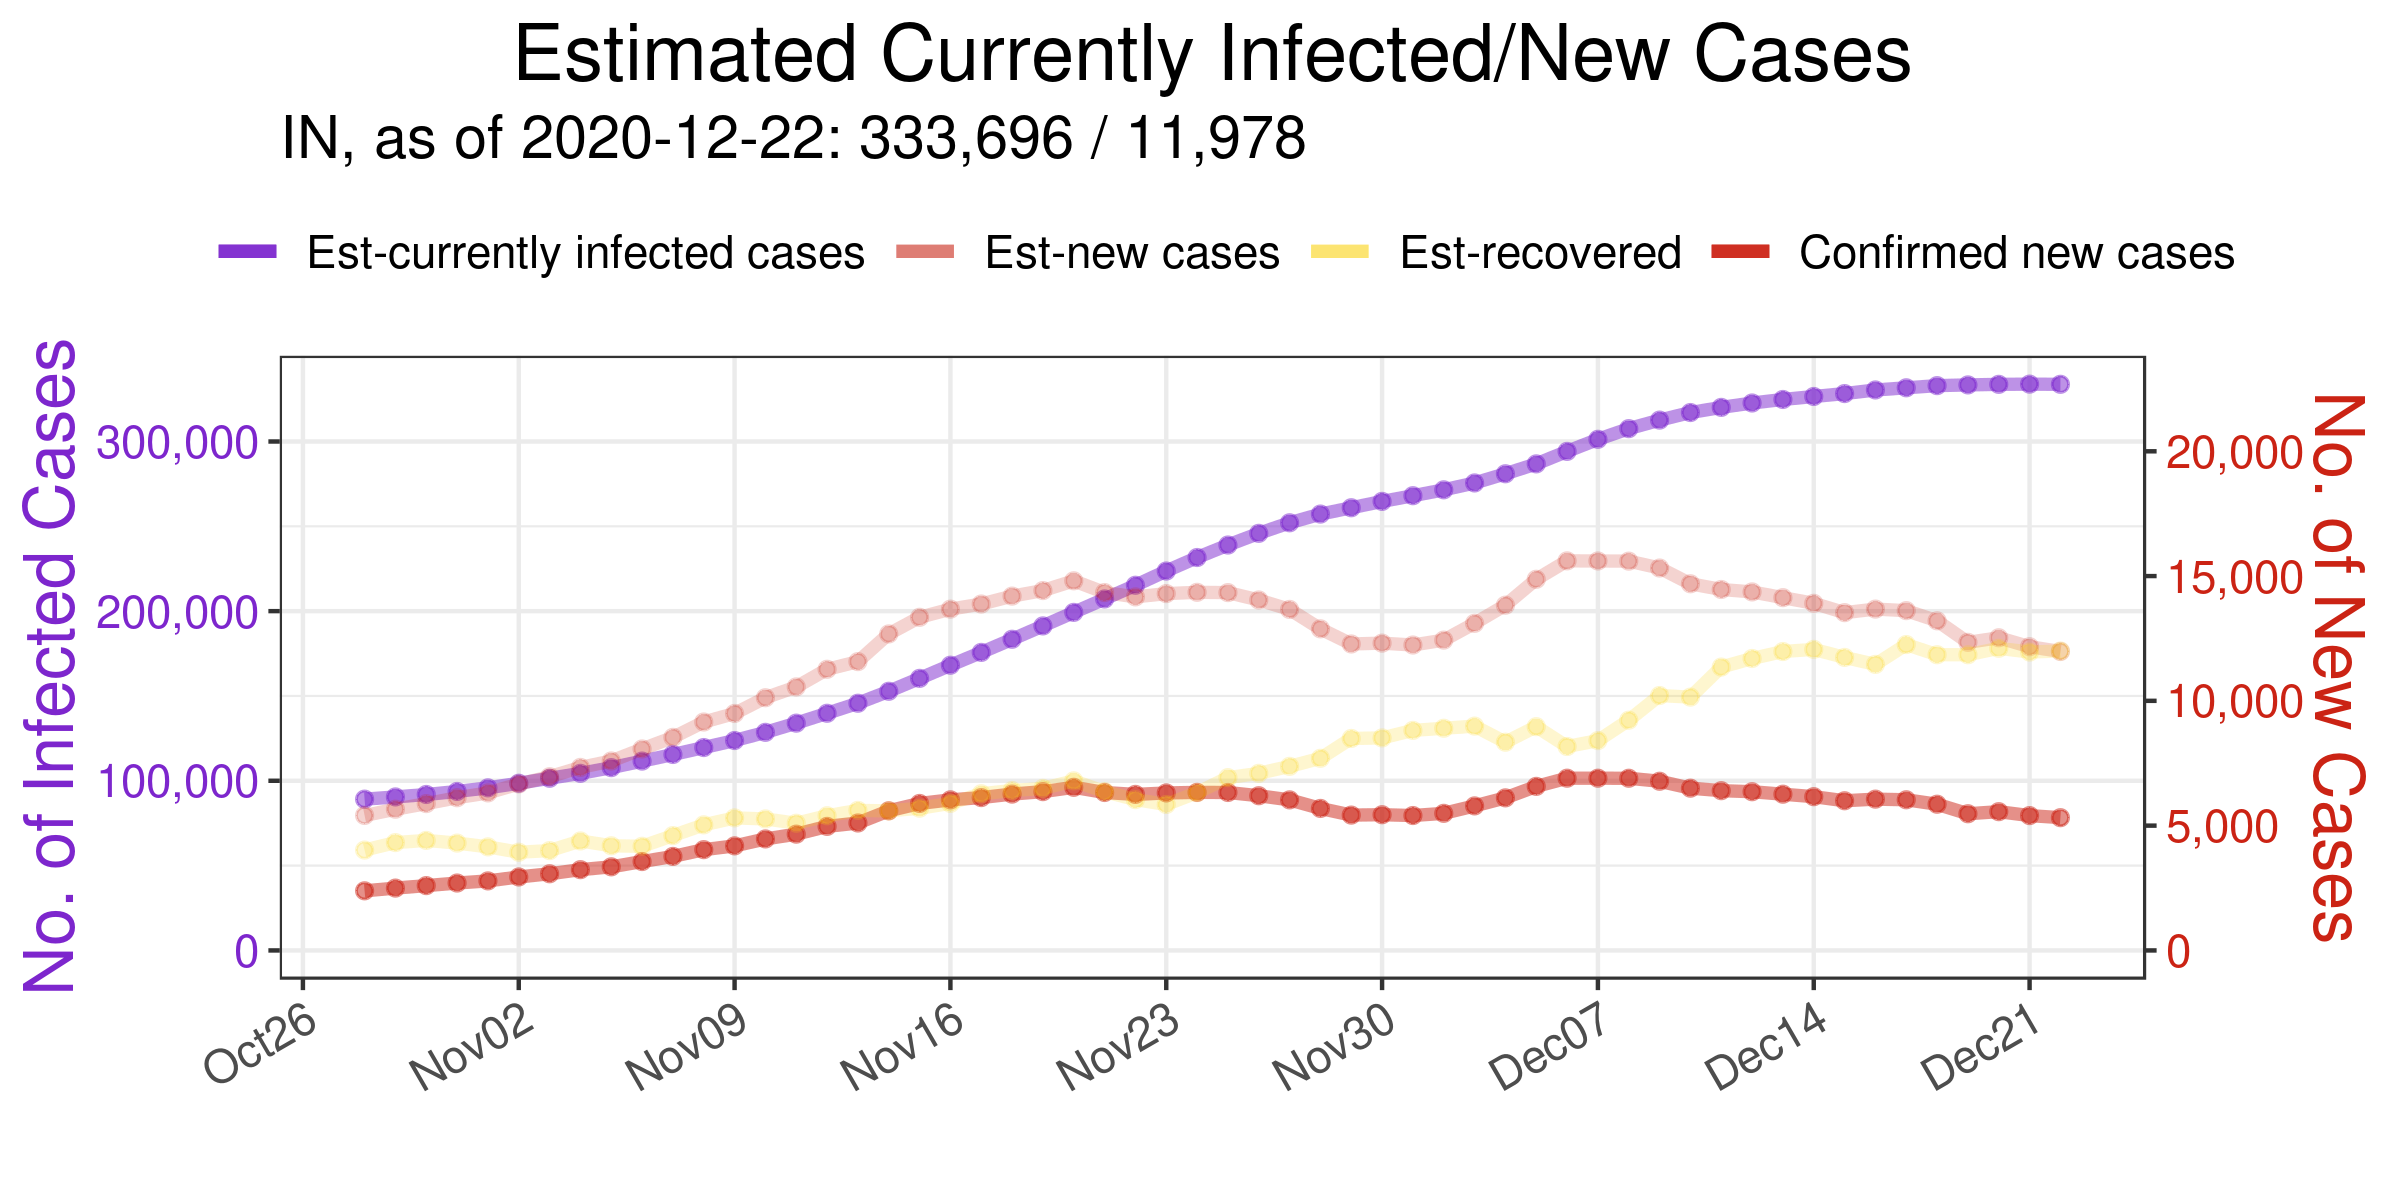 Estimated Currently Infected/New Cases
IN, as of 2020-12-22: 333,696 / 11,978
Est-currently infected cases Est-new cases Est-recovered Confirmed new cases
No. of Infected Cases
300,000
200,000
100,000
0
20,000
15,000
10,000
5,000
0
No. of New Cases
Oct26 Nov02 Nov09 Nov16 Nov23 Nov30 Dec07 Dec14 Dec21